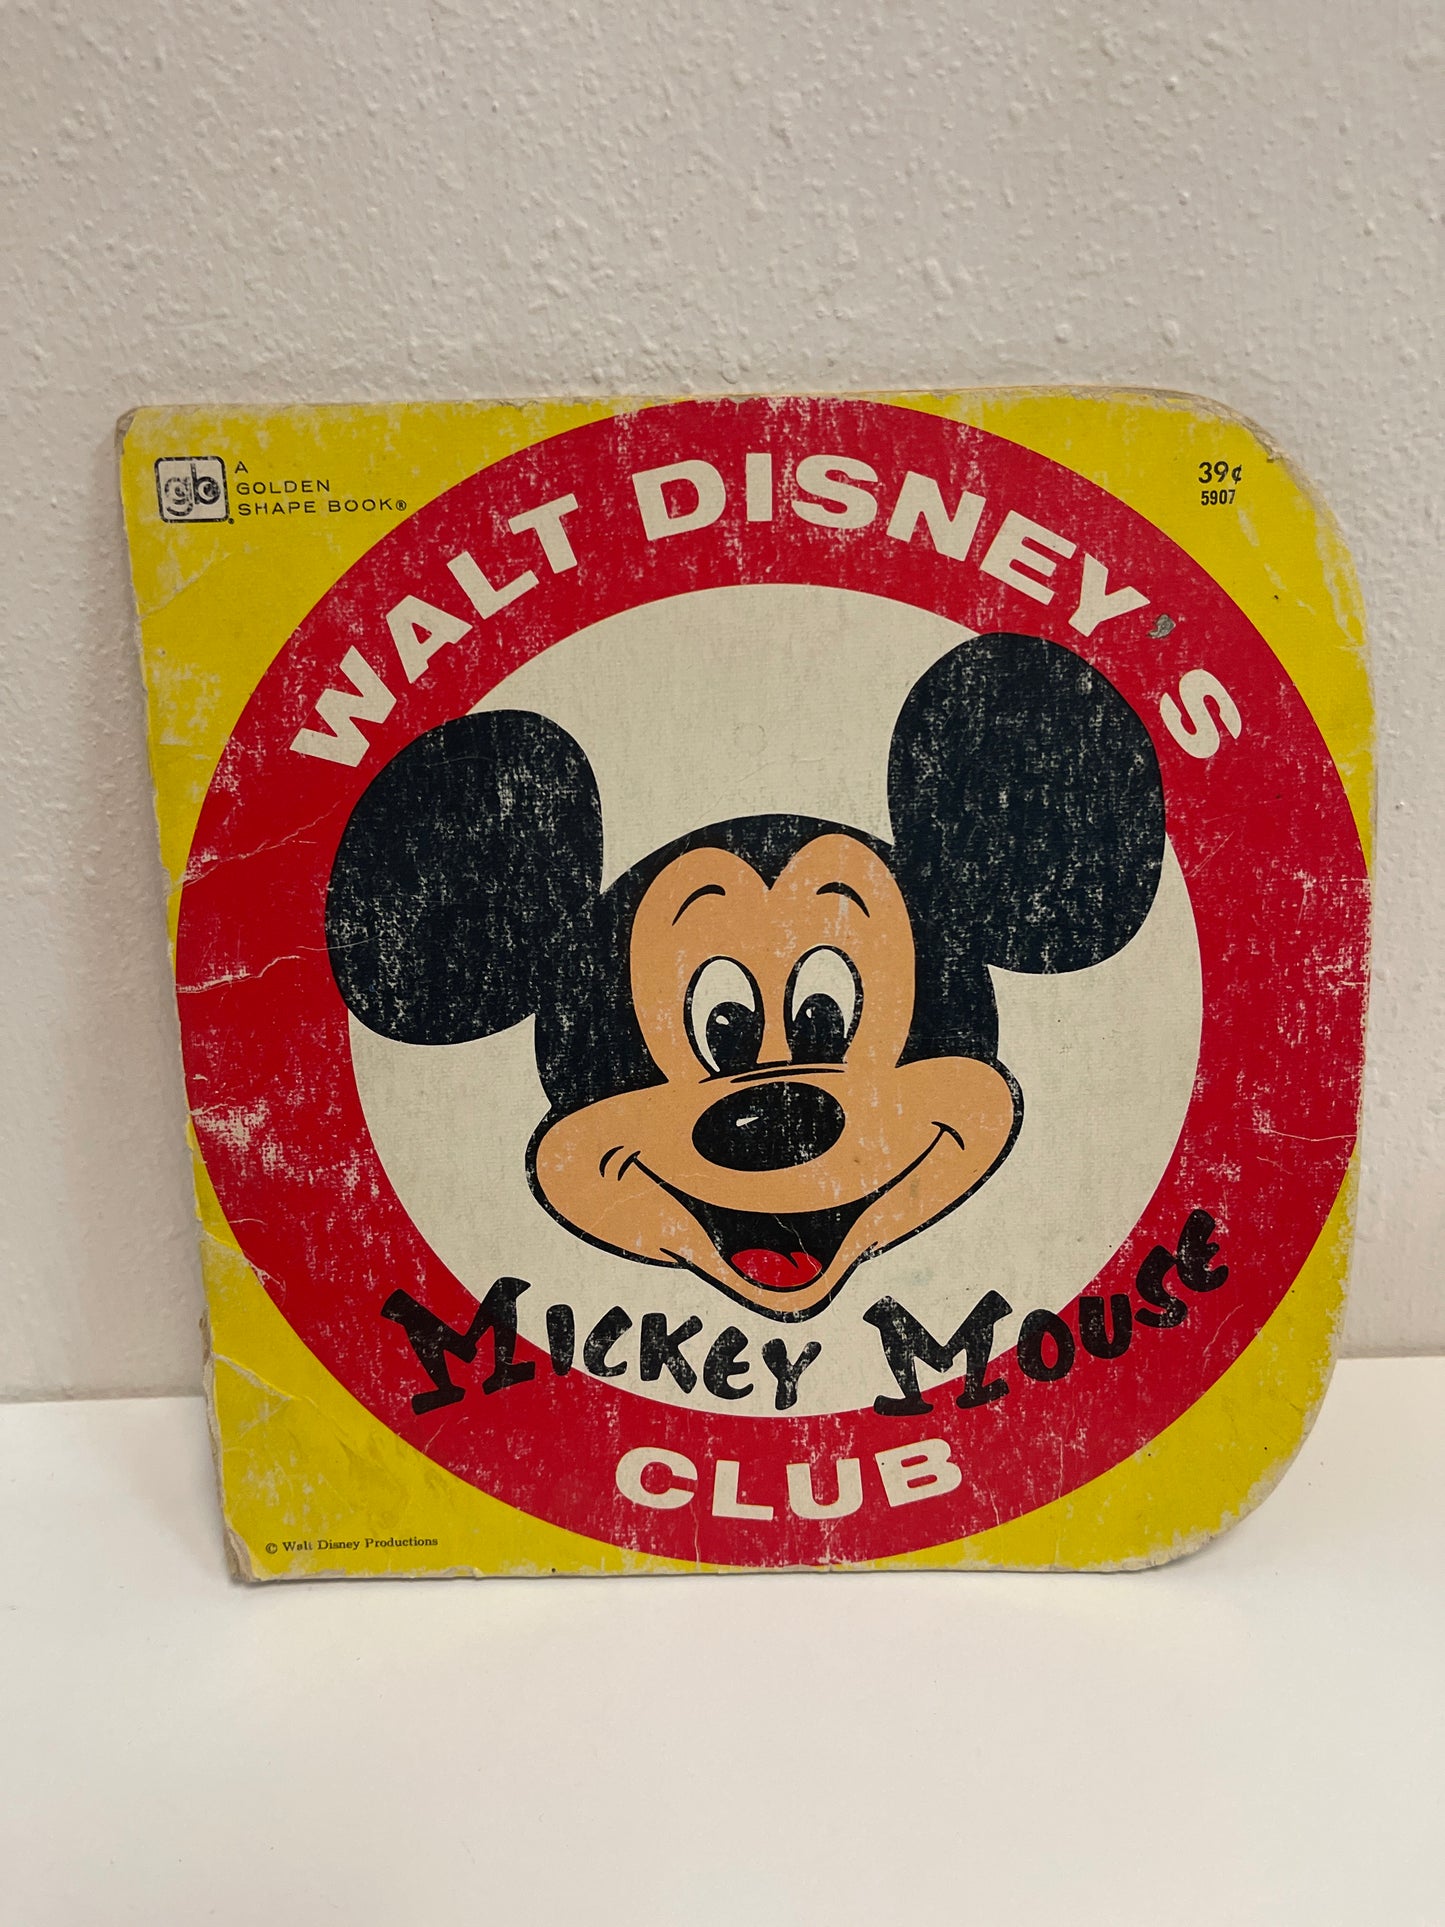 gb
A
GOLDEN
SHAPE BOOK®
39¢
5907
WALT DISNEY'S
MICKEY MOUSE
CLUB
© Walt Disney Productions